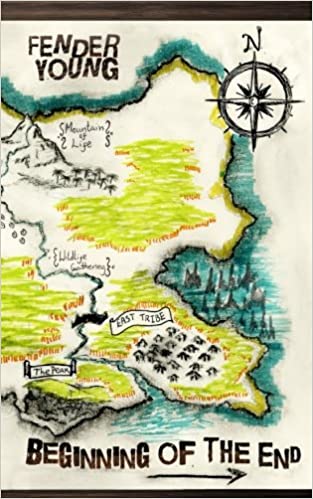 FENDER
YOUNG
N
Mountain
of
Life
Wildlife
Gathering
EAST TRIBE
The PEAK
BEGINNING OF THE END